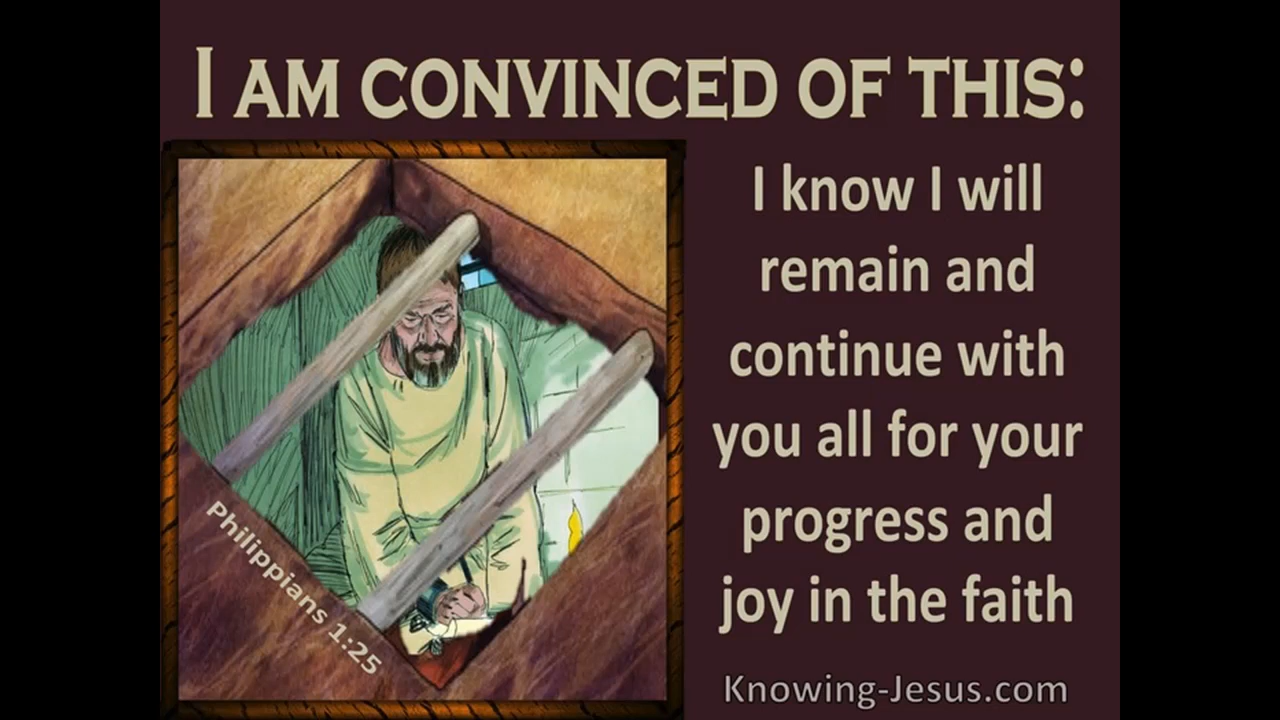 I AM CONVINCED OF THIS:
I know I will
remain and
continue with
you all for your
progress and
joy in the faith
Philippians 1:25
Knowing-Jesus.com